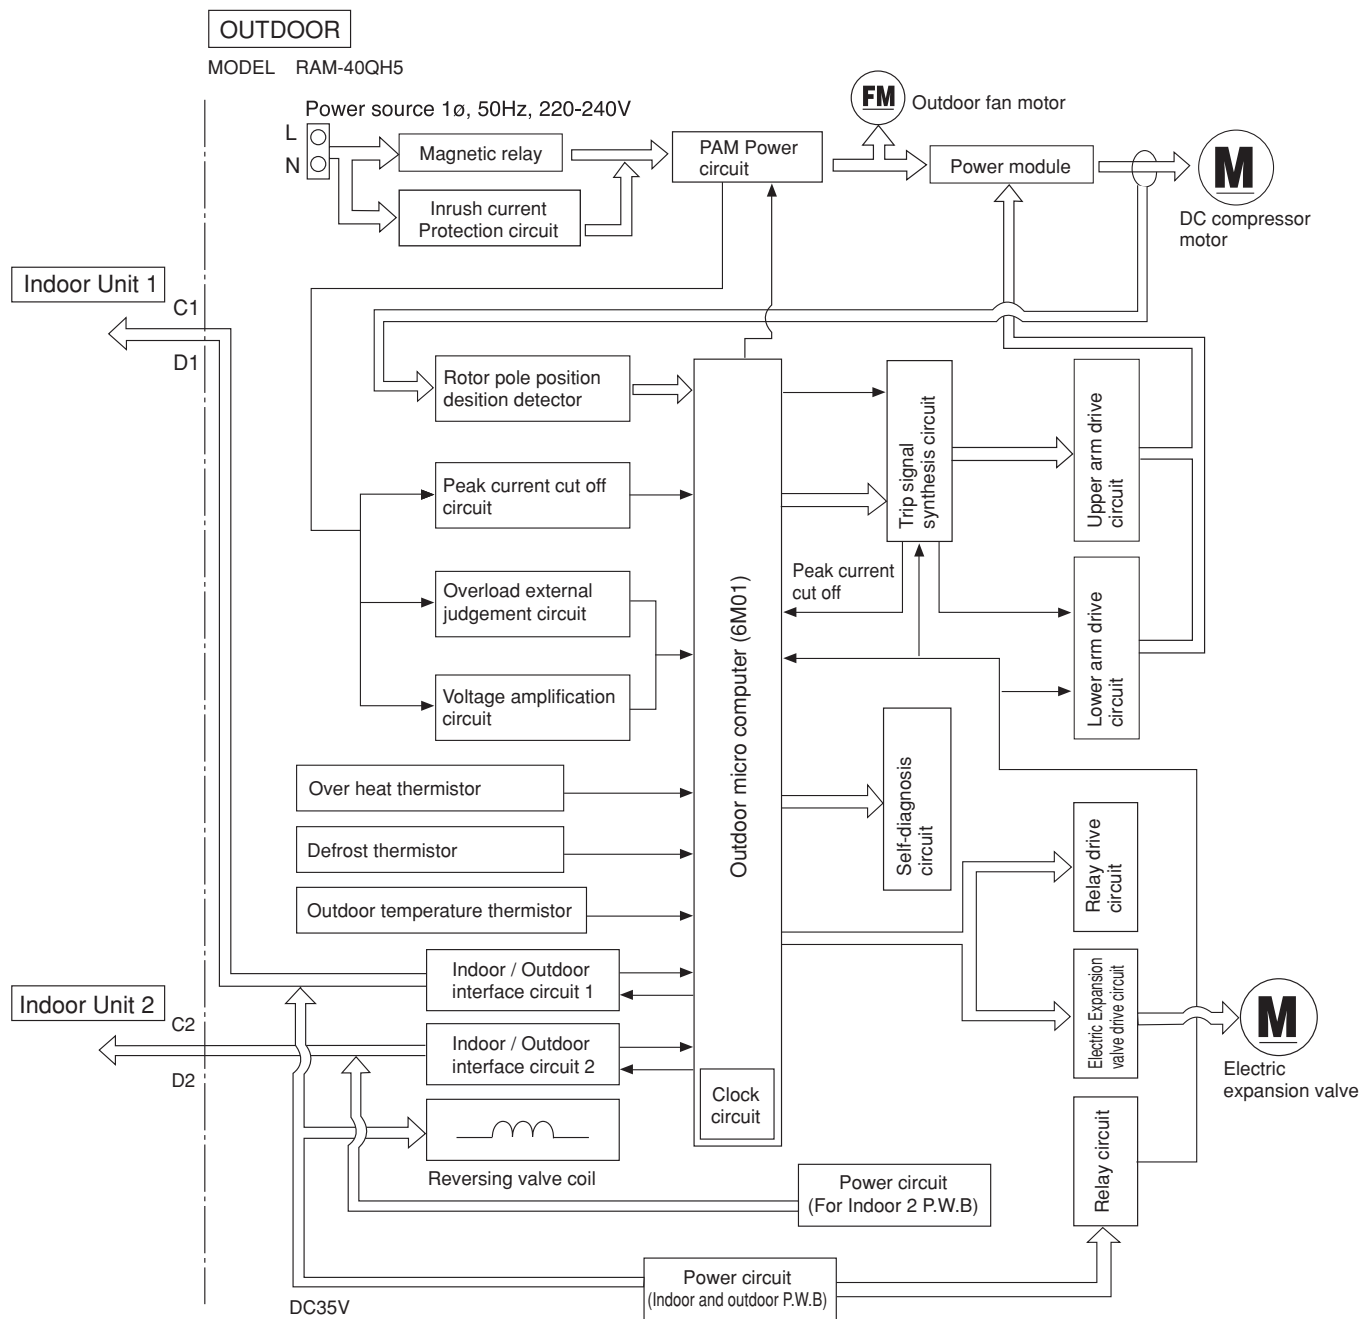 OUTDOOR
MODEL RAM-40QH5
Power source 1ø, 50Hz, 220-240V
L
N
Magnetic relay
Inrush current
Protection circuit
PAM Power
circuit
FM
Outdoor fan motor
Power module
M
DC compressor
motor
Indoor Unit 1
C1
D1
Rotor pole position
desition detector
Peak current cut off
circuit
Overload external
judgement circuit
Voltage amplification
circuit
Over heat thermistor
Defrost thermistor
Outdoor temperature thermistor
Indoor / Outdoor
interface circuit 1
Indoor Unit 2
C2
D2
Indoor / Outdoor
interface circuit 2
Reversing valve coil
Outdoor micro computer (6M01)
Clock
circuit
Trip signal
synthesis circuit
Peak current
cut off
Upper arm drive
circuit
Lower arm drive
circuit
Self-diagnosis
circuit
Relay drive
circuit
Electric Expansion
valve drive circuit
M
Electric
expansion valve
Relay circuit
Power circuit
(For Indoor 2 P.W.B)
Power circuit
(Indoor and outdoor P.W.B)
DC35V